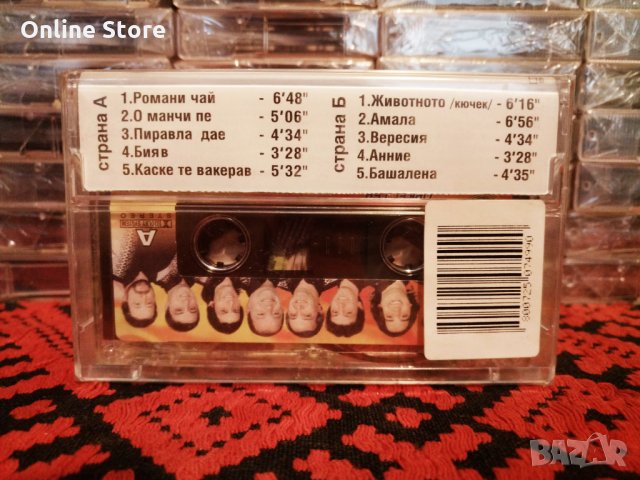 Online Store
страна А
1.Романи чай - 6'48"
2.О манчи пе - 5'06"
3.Пиравла дае - 4'34"
4.Бияв - 3'28"
5.Каске те вакерав - 5'32"
страна Б
1.Животното /кючек/ - 6'16"
2.Амала - 6'56"
3.Вересия - 4'34"
4.Анние - 3'28"
5.Башалена - 4'35"
A
STEREO
3800725074990
BAZAR